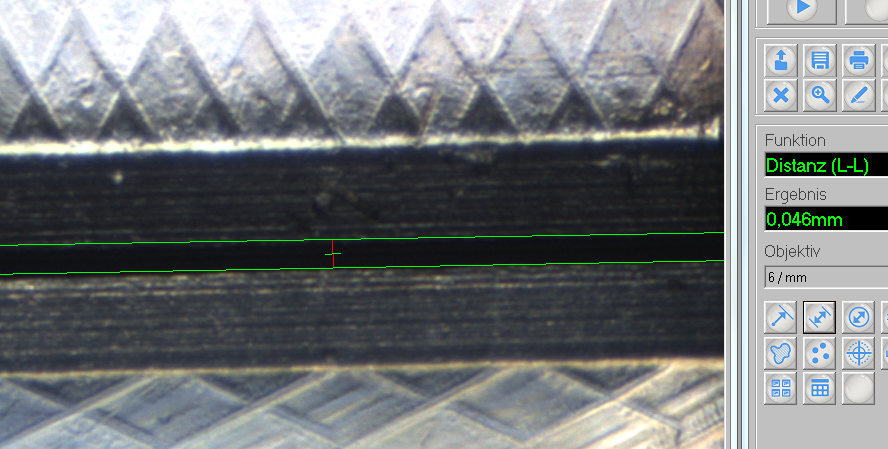 Funktion
Distanz (L-L)
Ergebnis
0,046mm
Objektiv
6 / mm